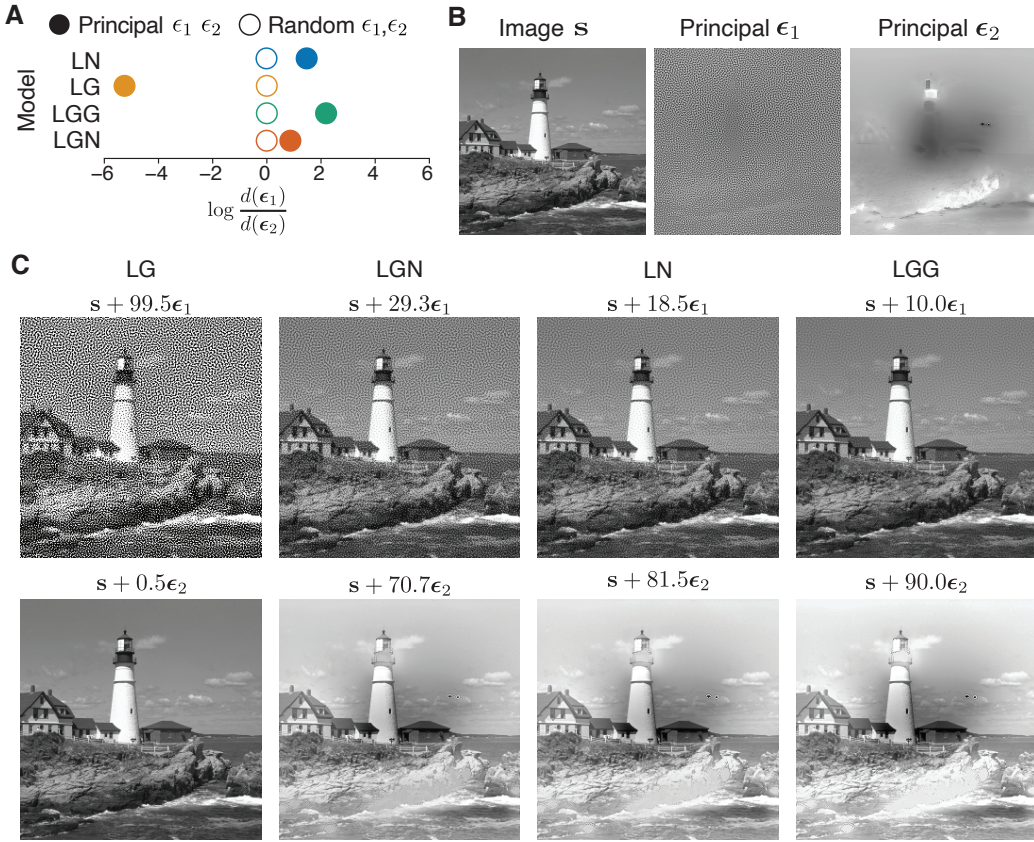 A
Principal ϵ₁ ϵ₂
Random ϵ₁,ϵ₂
Model
LN
LG
LGG
LGN
−6 −4 −2 0 2 4 6
log d(ϵ₁)/d(ϵ₂)
B
Image s
Principal ϵ₁
Principal ϵ₂
C
LG LGN LN LGG
s + 99.5ϵ₁ s + 29.3ϵ₁ s + 18.5ϵ₁ s + 10.0ϵ₁
s + 0.5ϵ₂ s + 70.7ϵ₂ s + 81.5ϵ₂ s + 90.0ϵ₂